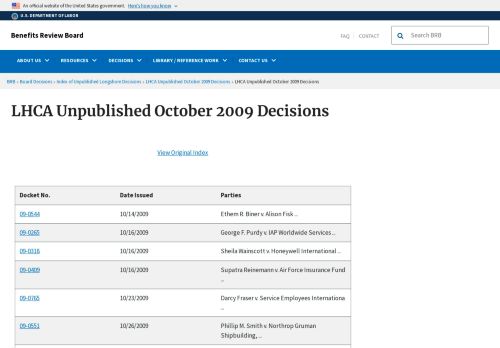 An official website of the United States government. Here's how you know
U.S. DEPARTMENT OF LABOR
Benefits Review Board
FAQ CONTACT
Search BRB
ABOUT US RESOURCES DECISIONS LIBRARY / REFERENCE WORK CONTACT US
BRB › Board Decisions › Index of Unpublished Longshore Decisions › LHCA Unpublished October 2009 Decisions › LHCA Unpublished October 2009 Decisions
LHCA Unpublished October 2009 Decisions
View Original Index
Docket No. Date Issued Parties
09-0544 10/14/2009 Ethem R. Biner v. Alison Fisk ...
09-0265 10/16/2009 George F. Purdy v. IAP Worldwide Services ...
09-0318 10/16/2009 Sheila Wainscott v. Honeywell International ...
09-0409 10/16/2009 Supatra Reinemann v. Air Force Insurance Fund
...
09-0765 10/23/2009 Darcy Fraser v. Service Employees Internationa
...
09-0551 10/26/2009 Phillip M. Smith v. Northrop Gruman
Shipbuilding, ...